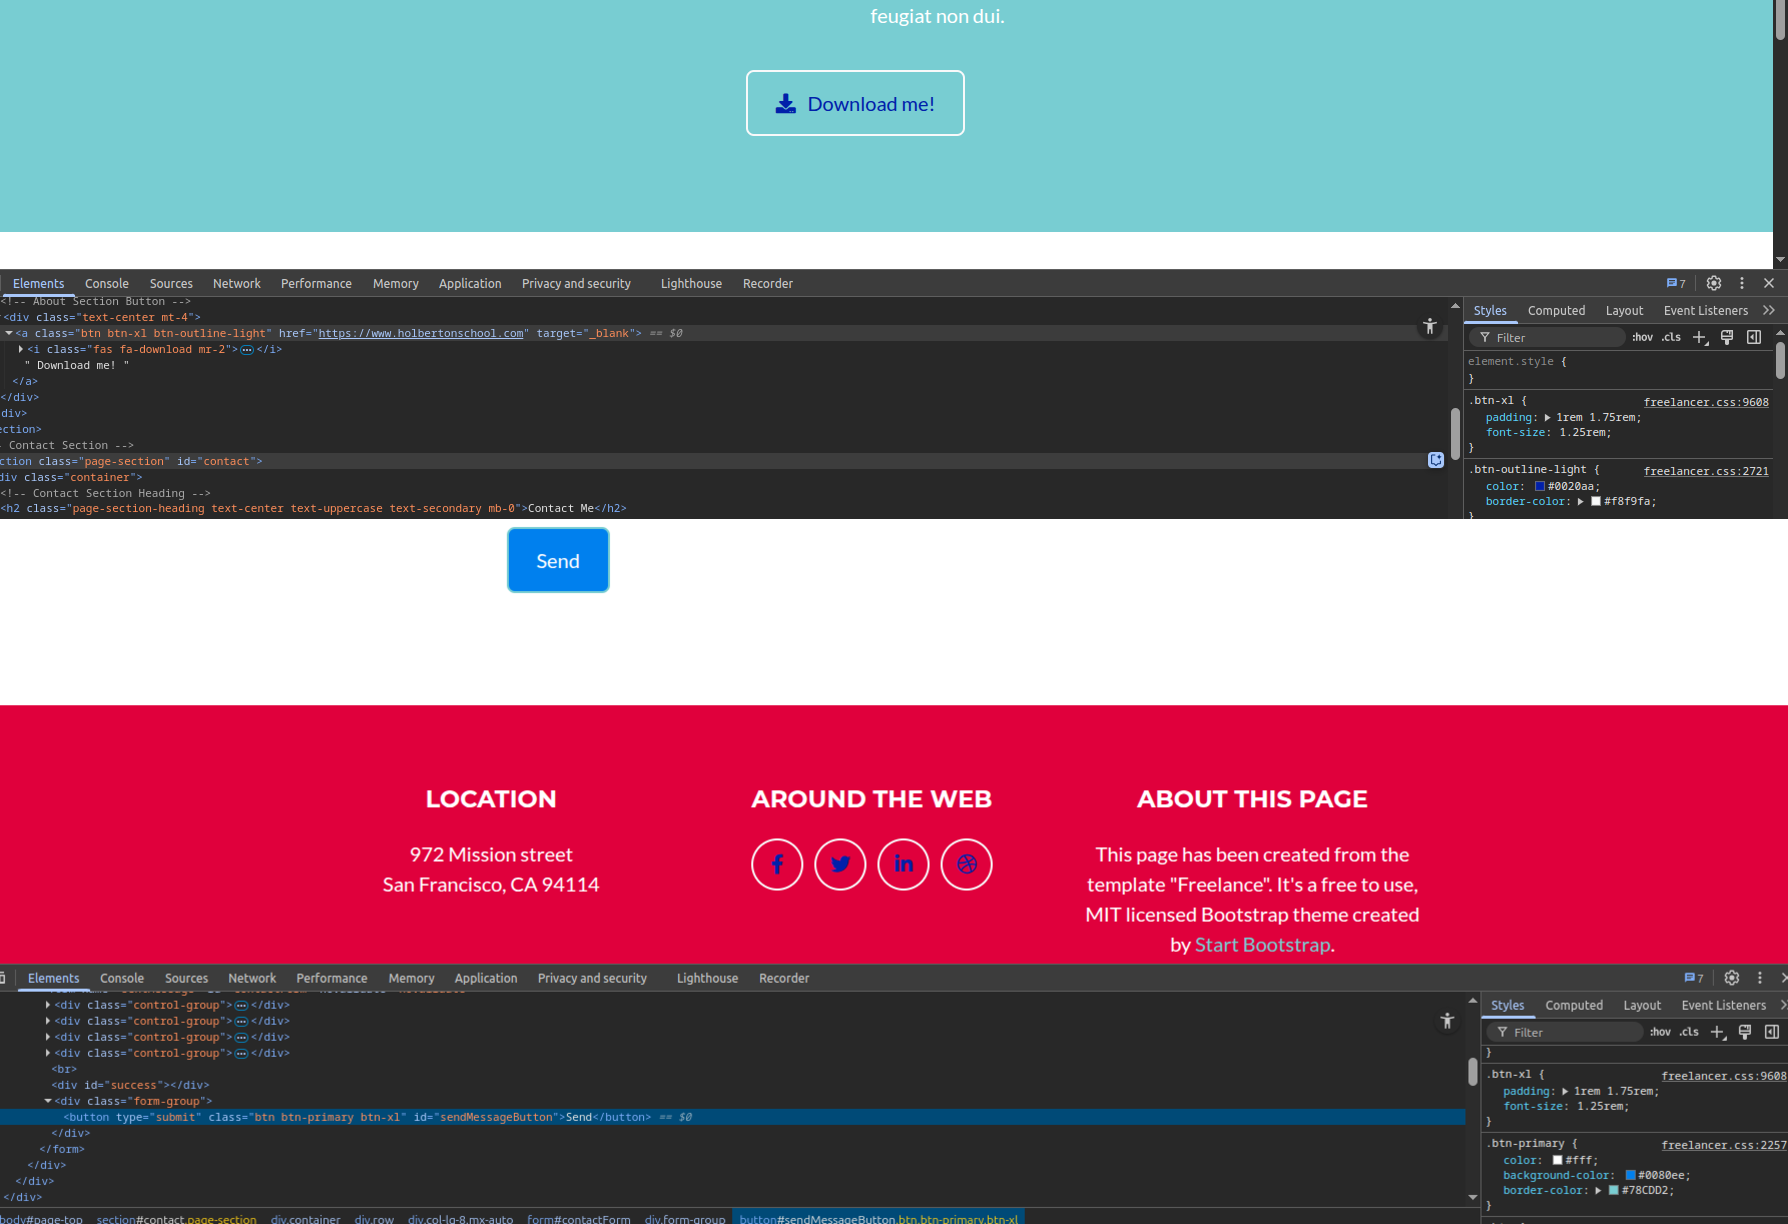 feugiat non dui.
Download me!
Elements Console Sources Network Performance Memory Application Privacy and security Lighthouse Recorder 7
<!-- About Section Button -->
<div class="text-center mt-4">
<a class="btn btn-xl btn-outline-light" href="https://www.holbertonschool.com" target="_blank"> == $0
<i class="fas fa-download mr-2">…</i>
" Download me! "
</a>
</div>
div>
ection>
- Contact Section -->
ction class="page-section" id="contact">
div class="container">
<!-- Contact Section Heading -->
<h2 class="page-section-heading text-center text-uppercase text-secondary mb-0">Contact Me</h2>
Styles Computed Layout Event Listeners
Filter :hov .cls
element.style {
}
.btn-xl { freelancer.css:9608
padding: 1rem 1.75rem;
font-size: 1.25rem;
}
.btn-outline-light { freelancer.css:2721
color: #0020aa;
border-color: #f8f9fa;
}
Send
LOCATION
972 Mission street
San Francisco, CA 94114
AROUND THE WEB
ABOUT THIS PAGE
This page has been created from the
template "Freelance". It's a free to use,
MIT licensed Bootstrap theme created
by Start Bootstrap.
Elements Console Sources Network Performance Memory Application Privacy and security Lighthouse Recorder 7
<div class="control-group">…</div>
<div class="control-group">…</div>
<div class="control-group">…</div>
<div class="control-group">…</div>
<br>
<div id="success"></div>
<div class="form-group">
<button type="submit" class="btn btn-primary btn-xl" id="sendMessageButton">Send</button> == $0
</div>
</form>
</div>
</div>
</div>
body#page-top section#contact.page-section div.container div.row div.col-lg-8.mx-auto form#contactForm div.form-group button#sendMessageButton.btn.btn-primary.btn-xl
Styles Computed Layout Event Listeners
Filter :hov .cls
}
.btn-xl { freelancer.css:9608
padding: 1rem 1.75rem;
font-size: 1.25rem;
}
.btn-primary { freelancer.css:2257
color: #fff;
background-color: #0080ee;
border-color: #78CDD2;
}